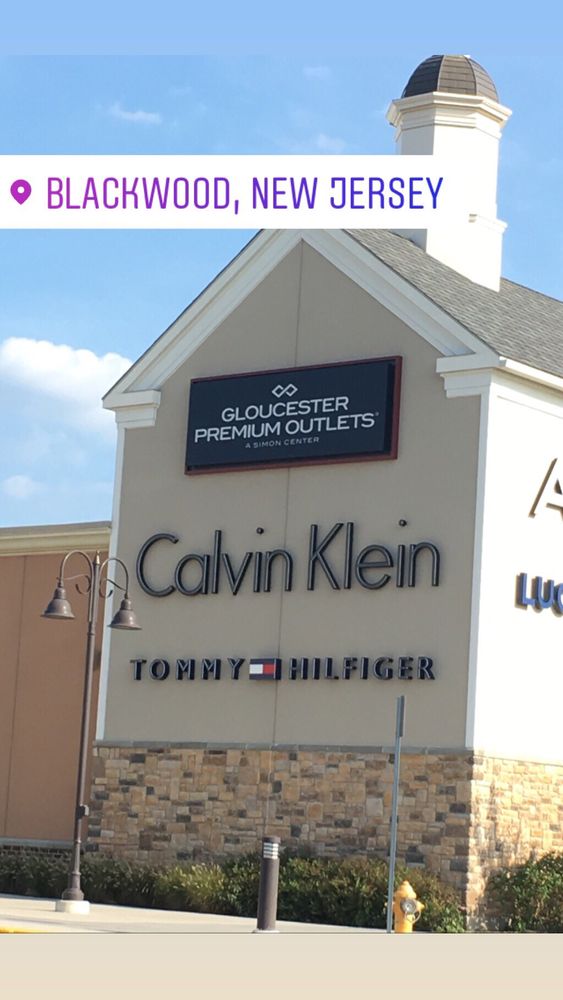 BLACKWOOD, NEW JERSEY
GLOUCESTER
PREMIUM OUTLETS®
A SIMON CENTER
Calvin Klein
TOMMY HILFIGER